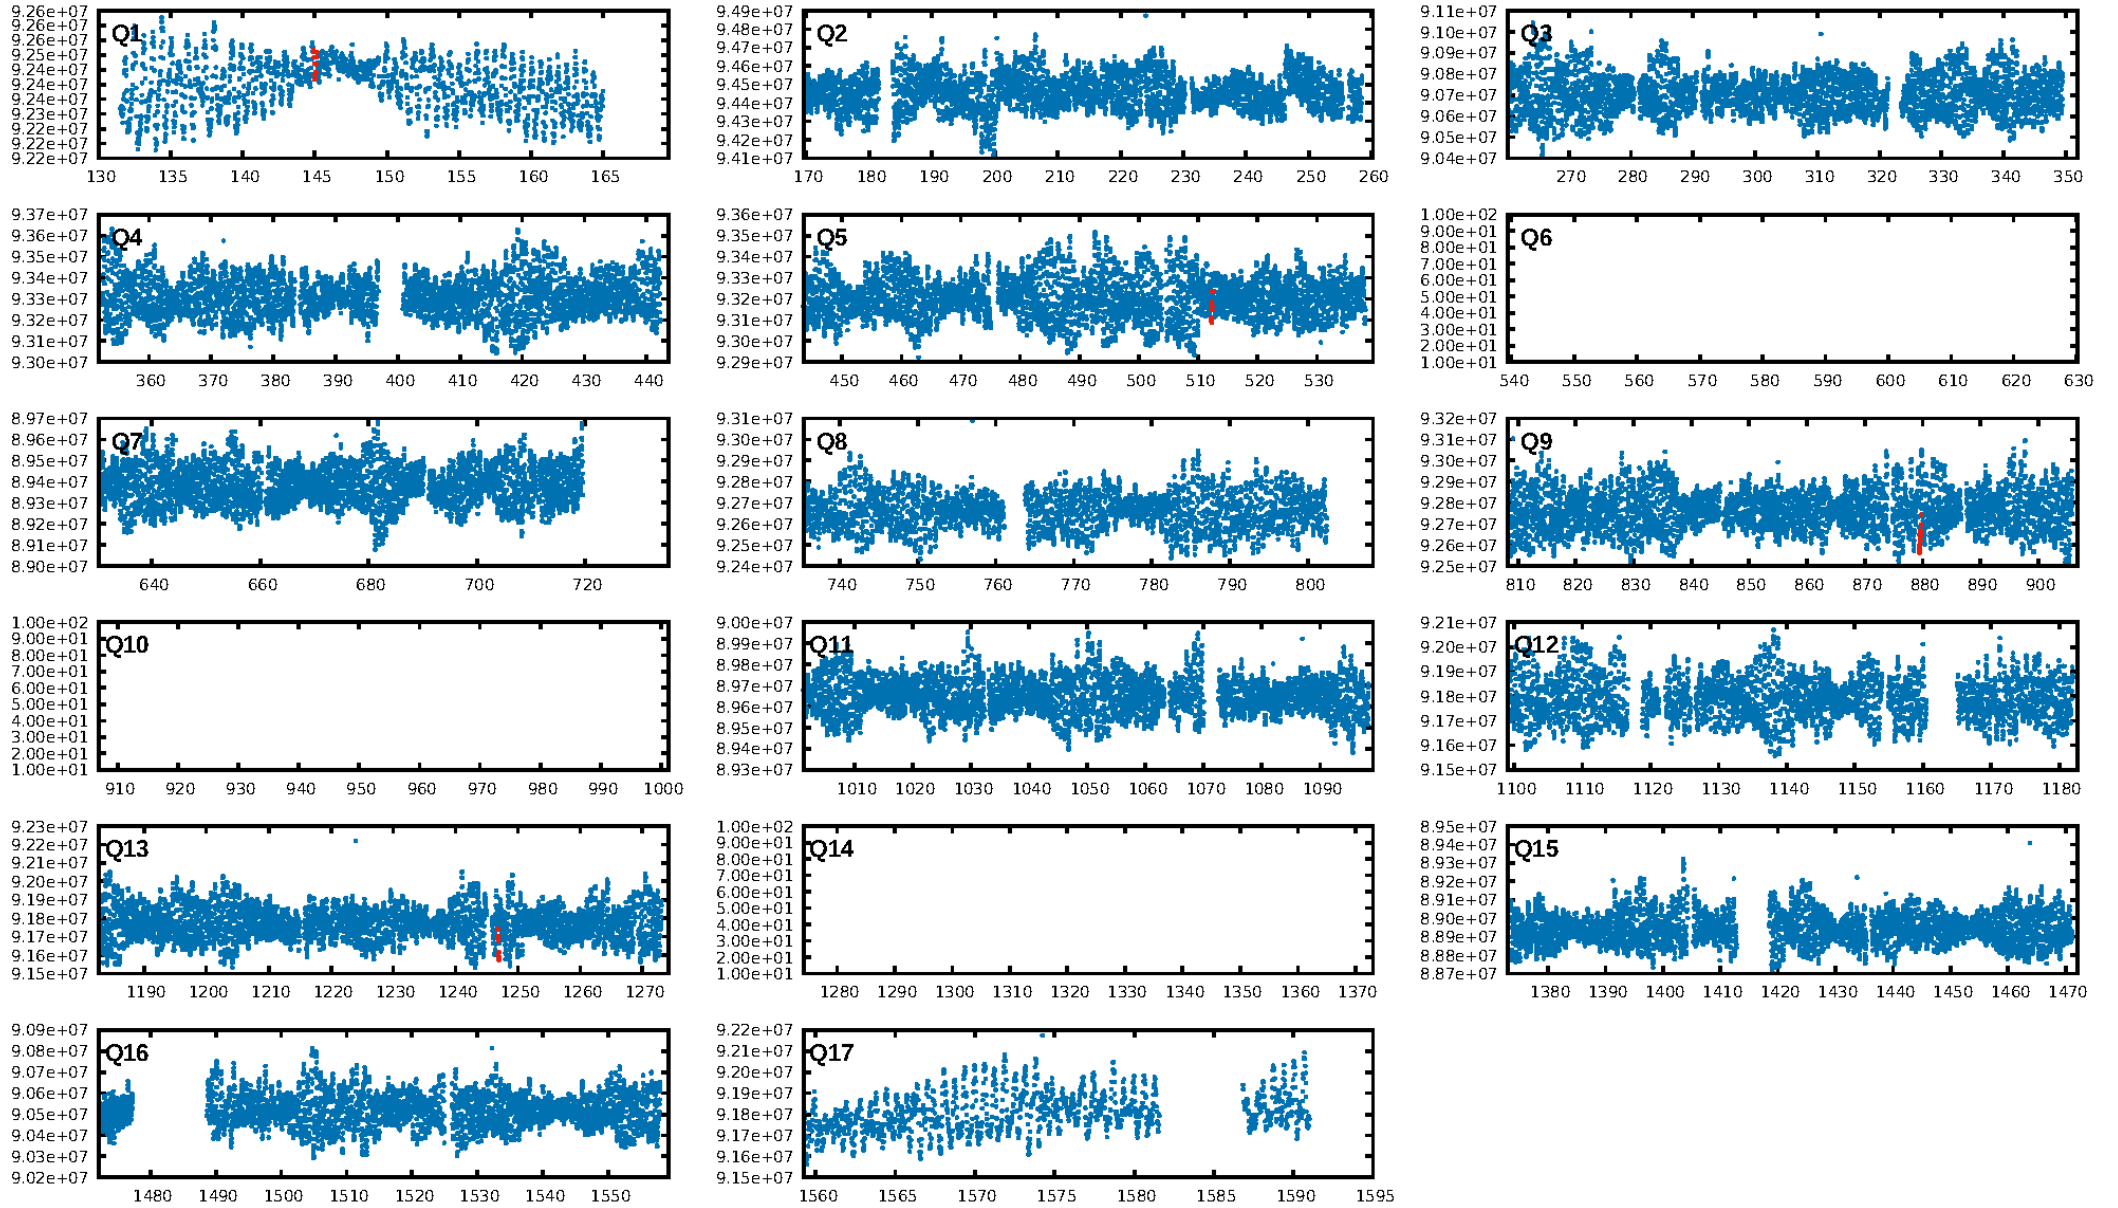 Q1
9.26e+07
9.26e+07
9.25e+07
9.24e+07
9.24e+07
9.24e+07
9.23e+07
9.22e+07
9.22e+07
130 135 140 145 150 155 160 165
Q2
9.49e+07
9.48e+07
9.47e+07
9.46e+07
9.45e+07
9.44e+07
9.43e+07
9.42e+07
9.41e+07
170 180 190 200 210 220 230 240 250 260
Q3
9.11e+07
9.10e+07
9.09e+07
9.08e+07
9.07e+07
9.06e+07
9.05e+07
9.04e+07
270 280 290 300 310 320 330 340 350
Q4
9.37e+07
9.36e+07
9.35e+07
9.34e+07
9.33e+07
9.32e+07
9.31e+07
9.30e+07
360 370 380 390 400 410 420 430 440
Q5
9.36e+07
9.35e+07
9.34e+07
9.33e+07
9.32e+07
9.31e+07
9.30e+07
9.29e+07
450 460 470 480 490 500 510 520 530
Q6
1.00e+02
9.00e+01
8.00e+01
7.00e+01
6.00e+01
5.00e+01
4.00e+01
3.00e+01
2.00e+01
1.00e+01
540 550 560 570 580 590 600 610 620 630
Q7
8.97e+07
8.96e+07
8.95e+07
8.94e+07
8.93e+07
8.92e+07
8.91e+07
8.90e+07
640 660 680 700 720
Q8
9.31e+07
9.30e+07
9.29e+07
9.28e+07
9.27e+07
9.26e+07
9.25e+07
9.24e+07
740 750 760 770 780 790 800
Q9
9.32e+07
9.31e+07
9.30e+07
9.29e+07
9.28e+07
9.27e+07
9.26e+07
9.25e+07
810 820 830 840 850 860 870 880 890 900
Q10
1.00e+02
9.00e+01
8.00e+01
7.00e+01
6.00e+01
5.00e+01
4.00e+01
3.00e+01
2.00e+01
1.00e+01
910 920 930 940 950 960 970 980 990 1000
Q11
9.00e+07
8.99e+07
8.98e+07
8.97e+07
8.96e+07
8.95e+07
8.94e+07
8.93e+07
1010 1020 1030 1040 1050 1060 1070 1080 1090
Q12
9.21e+07
9.20e+07
9.19e+07
9.18e+07
9.17e+07
9.16e+07
9.15e+07
1100 1110 1120 1130 1140 1150 1160 1170 1180
Q13
9.23e+07
9.22e+07
9.21e+07
9.20e+07
9.19e+07
9.18e+07
9.17e+07
9.16e+07
9.15e+07
1190 1200 1210 1220 1230 1240 1250 1260 1270
Q14
1.00e+02
9.00e+01
8.00e+01
7.00e+01
6.00e+01
5.00e+01
4.00e+01
3.00e+01
2.00e+01
1.00e+01
1280 1290 1300 1310 1320 1330 1340 1350 1360 1370
Q15
8.95e+07
8.94e+07
8.93e+07
8.92e+07
8.91e+07
8.90e+07
8.89e+07
8.88e+07
8.87e+07
1380 1390 1400 1410 1420 1430 1440 1450 1460 1470
Q16
9.09e+07
9.08e+07
9.07e+07
9.06e+07
9.05e+07
9.04e+07
9.03e+07
9.02e+07
1480 1490 1500 1510 1520 1530 1540 1550
Q17
9.22e+07
9.21e+07
9.20e+07
9.19e+07
9.18e+07
9.17e+07
9.16e+07
9.15e+07
1560 1565 1570 1575 1580 1585 1590 1595